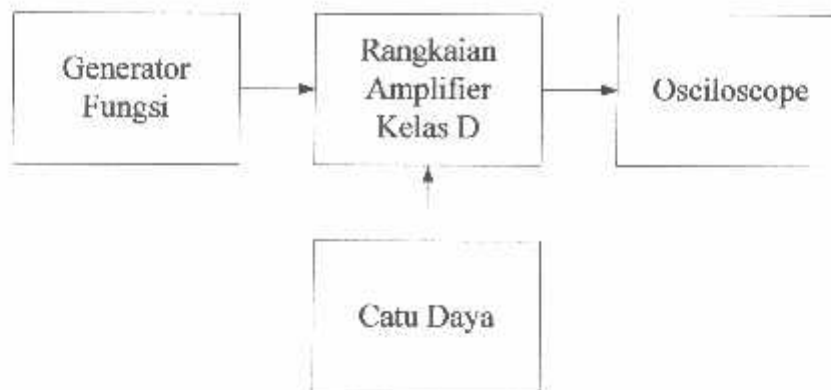 Generator
Fungsi
Rangkaian
Amplifier
Kelas D
Osciloscope
Catu Daya